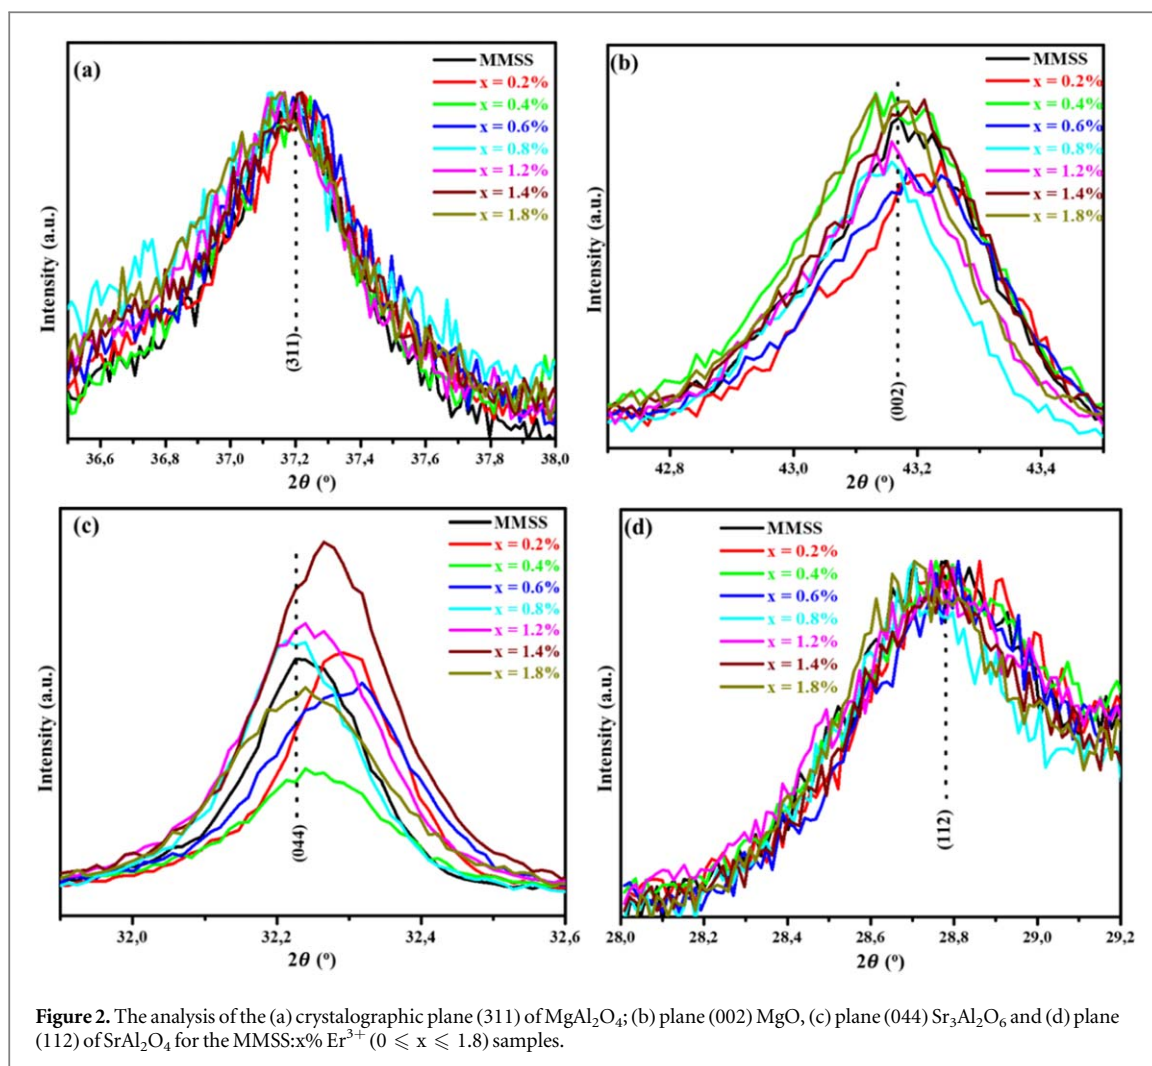 (a)
MMSS
x = 0.2%
x = 0.4%
x = 0.6%
x = 0.8%
x = 1.2%
x = 1.4%
x = 1.8%
Intensity (a.u.)
(311)
36,6 36,8 37,0 37,2 37,4 37,6 37,8 38,0
2θ (º)
(b)
MMSS
x = 0.2%
x = 0.4%
x = 0.6%
x = 0.8%
x = 1.2%
x = 1.4%
x = 1.8%
Intensity (a.u.)
(002)
42,8 43,0 43,2 43,4
2θ (º)
(c)
MMSS
x = 0.2%
x = 0.4%
x = 0.6%
x = 0.8%
x = 1.2%
x = 1.4%
x = 1.8%
Intensity (a.u.)
(044)
32,0 32,2 32,4 32,6
2θ (º)
(d)
MMSS
x = 0.2%
x = 0.4%
x = 0.6%
x = 0.8%
x = 1.2%
x = 1.4%
x = 1.8%
Intensity (a.u.)
(112)
28,0 28,2 28,4 28,6 28,8 29,0 29,2
2θ (º)
Figure 2. The analysis of the (a) crystalographic plane (311) of MgAl₂O₄; (b) plane (002) MgO, (c) plane (044) Sr₃Al₂O₆ and (d) plane
(112) of SrAl₂O₄ for the MMSS:x% Er³⁺ (0 ⩽ x ⩽ 1.8) samples.